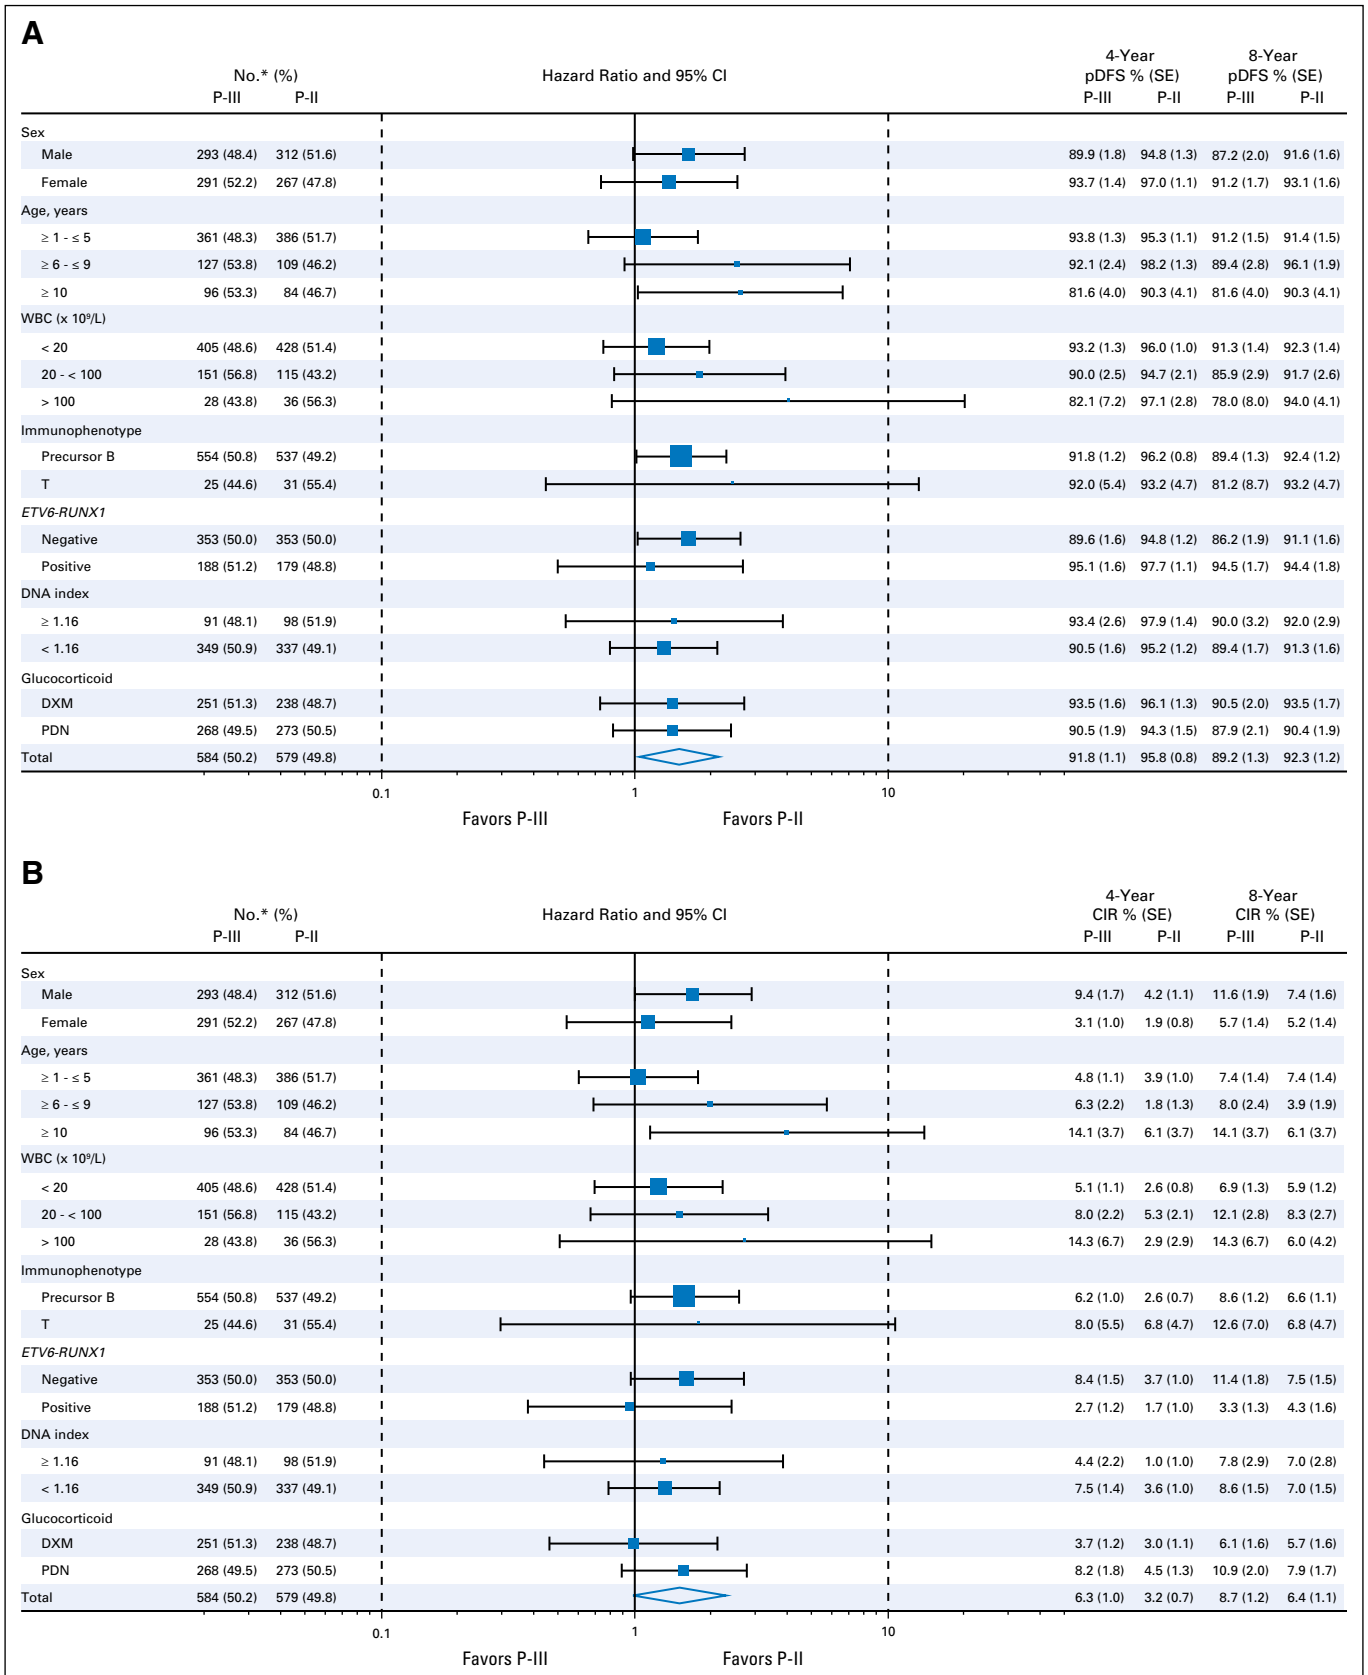 A
No.* (%) Hazard Ratio and 95% CI 4-Year pDFS % (SE) 8-Year pDFS % (SE)
P-III P-II P-III P-II P-III P-II
Sex
Male 293 (48.4) 312 (51.6) 89.9 (1.8) 94.8 (1.3) 87.2 (2.0) 91.6 (1.6)
Female 291 (52.2) 267 (47.8) 93.7 (1.4) 97.0 (1.1) 91.2 (1.7) 93.1 (1.6)
Age, years
≥ 1 - ≤ 5 361 (48.3) 386 (51.7) 93.8 (1.3) 95.3 (1.1) 91.2 (1.5) 91.4 (1.5)
≥ 6 - ≤ 9 127 (53.8) 109 (46.2) 92.1 (2.4) 98.2 (1.3) 89.4 (2.8) 96.1 (1.9)
≥ 10 96 (53.3) 84 (46.7) 81.6 (4.0) 90.3 (4.1) 81.6 (4.0) 90.3 (4.1)
WBC (x 10⁹/L)
< 20 405 (48.6) 428 (51.4) 93.2 (1.3) 96.0 (1.0) 91.3 (1.4) 92.3 (1.4)
20 - < 100 151 (56.8) 115 (43.2) 90.0 (2.5) 94.7 (2.1) 85.9 (2.9) 91.7 (2.6)
> 100 28 (43.8) 36 (56.3) 82.1 (7.2) 97.1 (2.8) 78.0 (8.0) 94.0 (4.1)
Immunophenotype
Precursor B 554 (50.8) 537 (49.2) 91.8 (1.2) 96.2 (0.8) 89.4 (1.3) 92.4 (1.2)
T 25 (44.6) 31 (55.4) 92.0 (5.4) 93.2 (4.7) 81.2 (8.7) 93.2 (4.7)
ETV6-RUNX1
Negative 353 (50.0) 353 (50.0) 89.6 (1.6) 94.8 (1.2) 86.2 (1.9) 91.1 (1.6)
Positive 188 (51.2) 179 (48.8) 95.1 (1.6) 97.7 (1.1) 94.5 (1.7) 94.4 (1.8)
DNA index
≥ 1.16 91 (48.1) 98 (51.9) 93.4 (2.6) 97.9 (1.4) 90.0 (3.2) 92.0 (2.9)
< 1.16 349 (50.9) 337 (49.1) 90.5 (1.6) 95.2 (1.2) 89.4 (1.7) 91.3 (1.6)
Glucocorticoid
DXM 251 (51.3) 238 (48.7) 93.5 (1.6) 96.1 (1.3) 90.5 (2.0) 93.5 (1.7)
PDN 268 (49.5) 273 (50.5) 90.5 (1.9) 94.3 (1.5) 87.9 (2.1) 90.4 (1.9)
Total 584 (50.2) 579 (49.8) 91.8 (1.1) 95.8 (0.8) 89.2 (1.3) 92.3 (1.2)
0.1 1 10
Favors P-III Favors P-II
B
No.* (%) Hazard Ratio and 95% CI 4-Year CIR % (SE) 8-Year CIR % (SE)
P-III P-II P-III P-II P-III P-II
Sex
Male 293 (48.4) 312 (51.6) 9.4 (1.7) 4.2 (1.1) 11.6 (1.9) 7.4 (1.6)
Female 291 (52.2) 267 (47.8) 3.1 (1.0) 1.9 (0.8) 5.7 (1.4) 5.2 (1.4)
Age, years
≥ 1 - ≤ 5 361 (48.3) 386 (51.7) 4.8 (1.1) 3.9 (1.0) 7.4 (1.4) 7.4 (1.4)
≥ 6 - ≤ 9 127 (53.8) 109 (46.2) 6.3 (2.2) 1.8 (1.3) 8.0 (2.4) 3.9 (1.9)
≥ 10 96 (53.3) 84 (46.7) 14.1 (3.7) 6.1 (3.7) 14.1 (3.7) 6.1 (3.7)
WBC (x 10⁹/L)
< 20 405 (48.6) 428 (51.4) 5.1 (1.1) 2.6 (0.8) 6.9 (1.3) 5.9 (1.2)
20 - < 100 151 (56.8) 115 (43.2) 8.0 (2.2) 5.3 (2.1) 12.1 (2.8) 8.3 (2.7)
> 100 28 (43.8) 36 (56.3) 14.3 (6.7) 2.9 (2.9) 14.3 (6.7) 6.0 (4.2)
Immunophenotype
Precursor B 554 (50.8) 537 (49.2) 6.2 (1.0) 2.6 (0.7) 8.6 (1.2) 6.6 (1.1)
T 25 (44.6) 31 (55.4) 8.0 (5.5) 6.8 (4.7) 12.6 (7.0) 6.8 (4.7)
ETV6-RUNX1
Negative 353 (50.0) 353 (50.0) 8.4 (1.5) 3.7 (1.0) 11.4 (1.8) 7.5 (1.5)
Positive 188 (51.2) 179 (48.8) 2.7 (1.2) 1.7 (1.0) 3.3 (1.3) 4.3 (1.6)
DNA index
≥ 1.16 91 (48.1) 98 (51.9) 4.4 (2.2) 1.0 (1.0) 7.8 (2.9) 7.0 (2.8)
< 1.16 349 (50.9) 337 (49.1) 7.5 (1.4) 3.6 (1.0) 8.6 (1.5) 7.0 (1.5)
Glucocorticoid
DXM 251 (51.3) 238 (48.7) 3.7 (1.2) 3.0 (1.1) 6.1 (1.6) 5.7 (1.6)
PDN 268 (49.5) 273 (50.5) 8.2 (1.8) 4.5 (1.3) 10.9 (2.0) 7.9 (1.7)
Total 584 (50.2) 579 (49.8) 6.3 (1.0) 3.2 (0.7) 8.7 (1.2) 6.4 (1.1)
0.1 1 10
Favors P-III Favors P-II